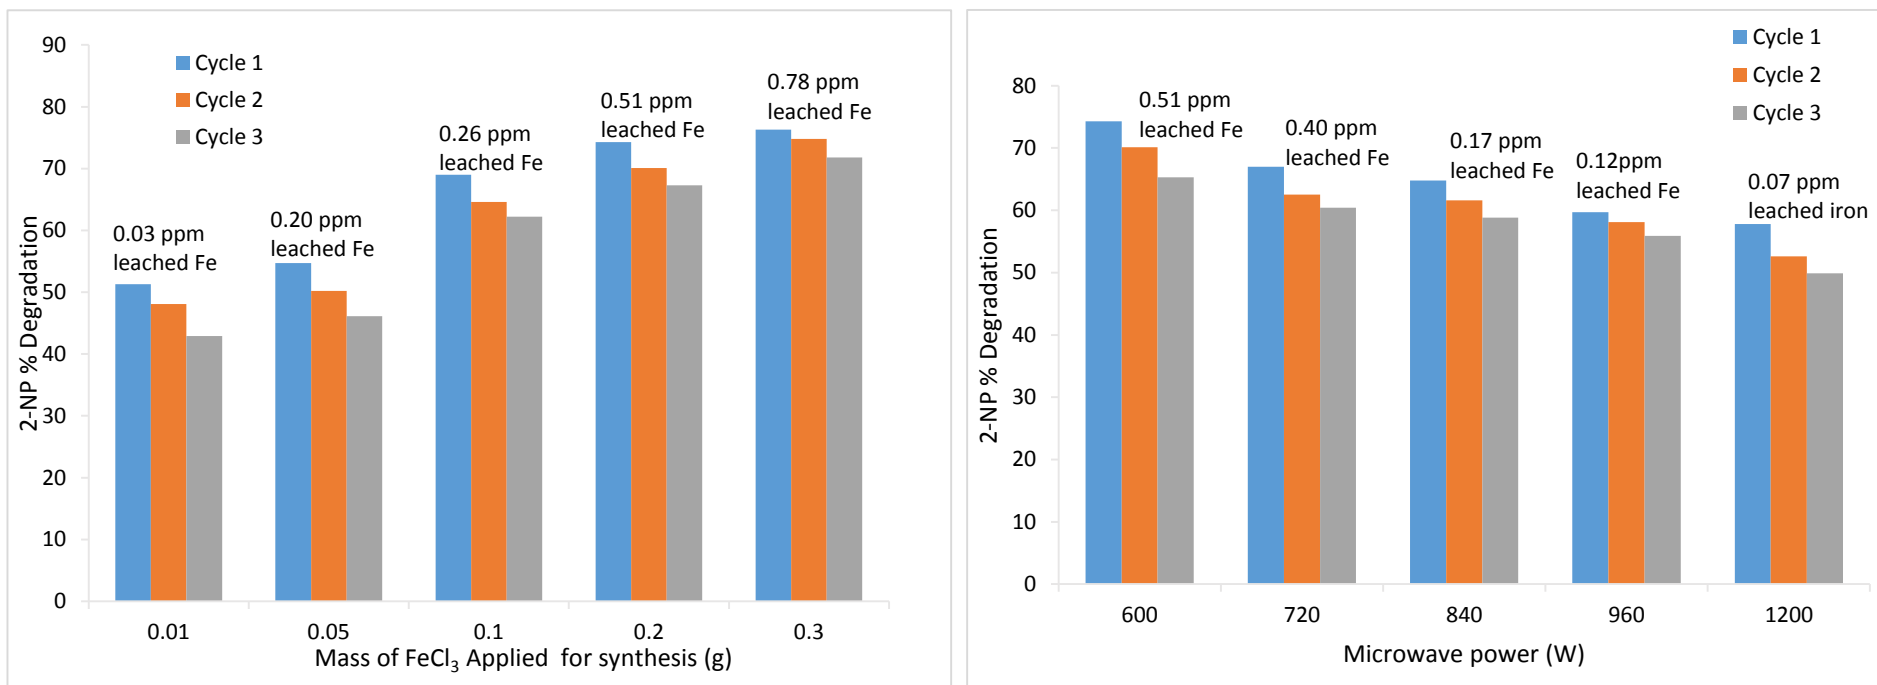 90
80
70
60
50
40
30
20
10
0
2-NP % Degradation
Cycle 1
Cycle 2
Cycle 3
0.03 ppm
leached Fe
0.20 ppm
leached Fe
0.26 ppm
leached Fe
0.51 ppm
leached Fe
0.78 ppm
leached Fe
0.01
0.05
0.1
0.2
0.3
Mass of FeCl₃ Applied for synthesis (g)
80
70
60
50
40
30
20
10
0
2-NP % Degradation
Cycle 1
Cycle 2
Cycle 3
0.51 ppm
leached Fe
0.40 ppm
leached Fe
0.17 ppm
leached Fe
0.12ppm
leached Fe
0.07 ppm
leached iron
600
720
840
960
1200
Microwave power (W)